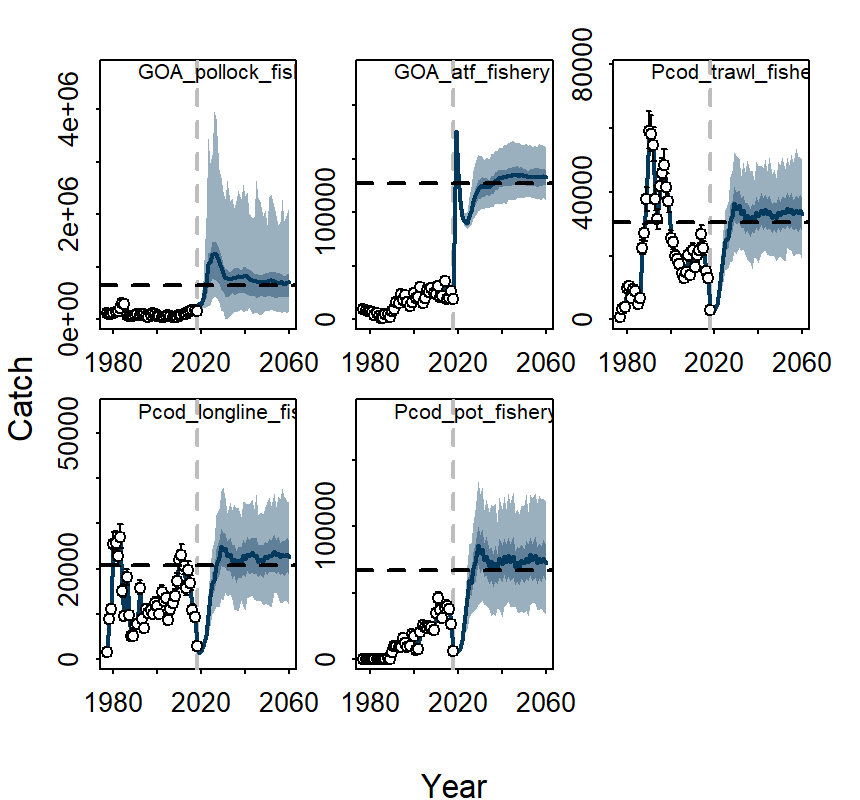 GOA_pollock_fis
GOA_atf_fishery
Pcod_trawl_fishe
0e+00 2e+06 4e+06
0 100000
0 40000 80000
1980 2020 2060
1980 2020 2060
1980 2020 2060
Catch
Pcod_longline_fis
Pcod_pot_fishery
0 20000 50000
0 100000
1980 2020 2060
1980 2020 2060
Year